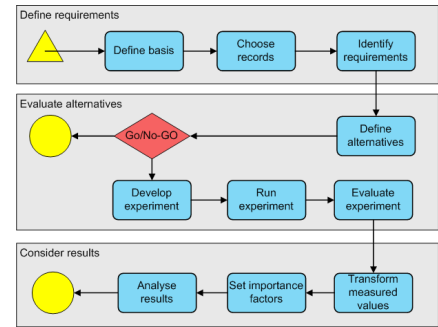 Define requirements
Define basis
Choose
records
Identify
requirements
Evaluate alternatives
Go/No-GO
Define
alternatives
Develop
experiment
Run
experiment
Evaluate
experiment
Consider results
Analyse
results
Set importance
factors
Transform
measured
values